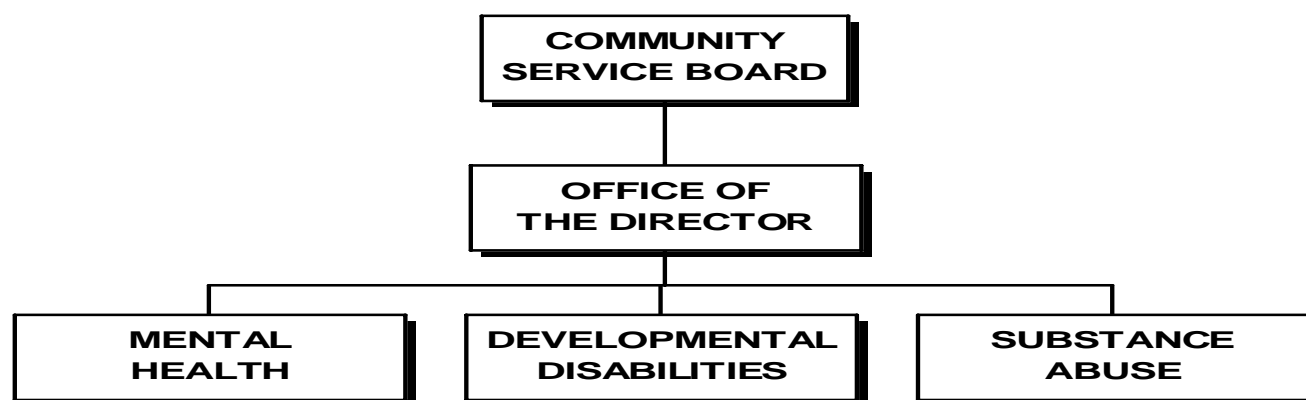 COMMUNITY
SERVICE BOARD
OFFICE OF
THE DIRECTOR
MENTAL
HEALTH
DEVELOPMENTAL
DISABILITIES
SUBSTANCE
ABUSE